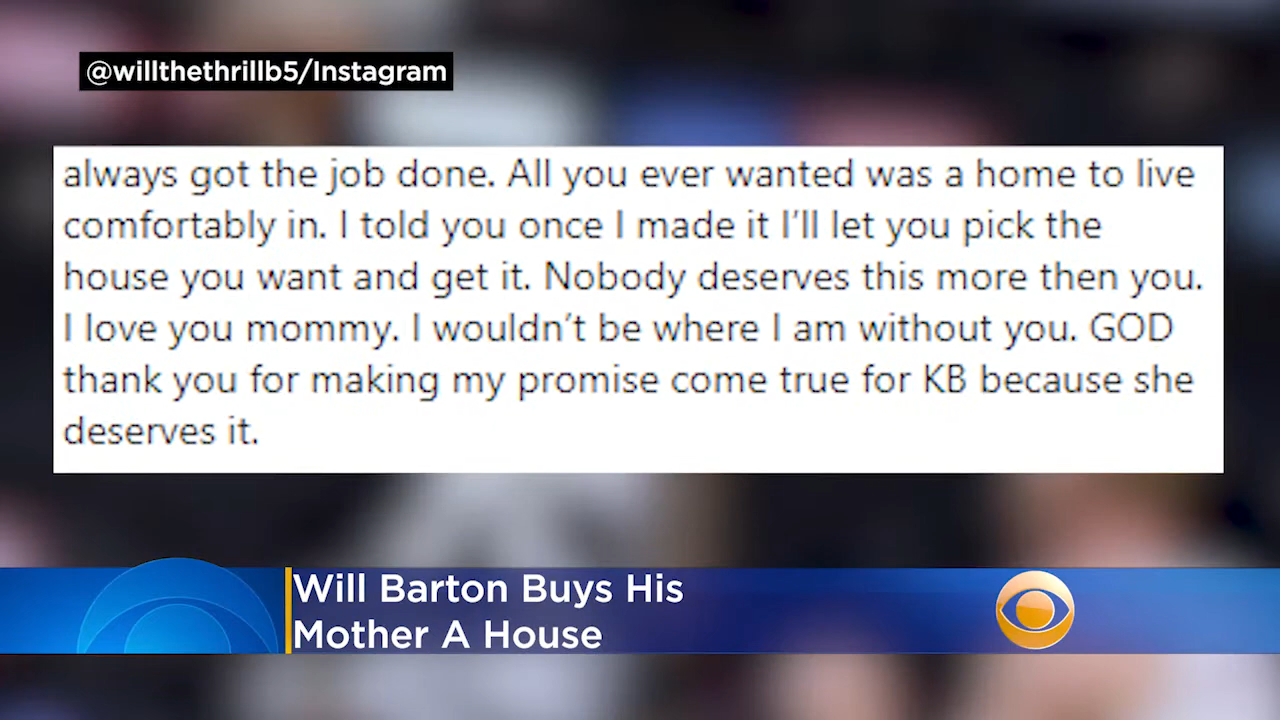 @willthethrillb5/Instagram
always got the job done. All you ever wanted was a home to live
comfortably in. I told you once I made it I’ll let you pick the
house you want and get it. Nobody deserves this more then you.
I love you mommy. I wouldn’t be where I am without you. GOD
thank you for making my promise come true for KB because she
deserves it.
Will Barton Buys His
Mother A House